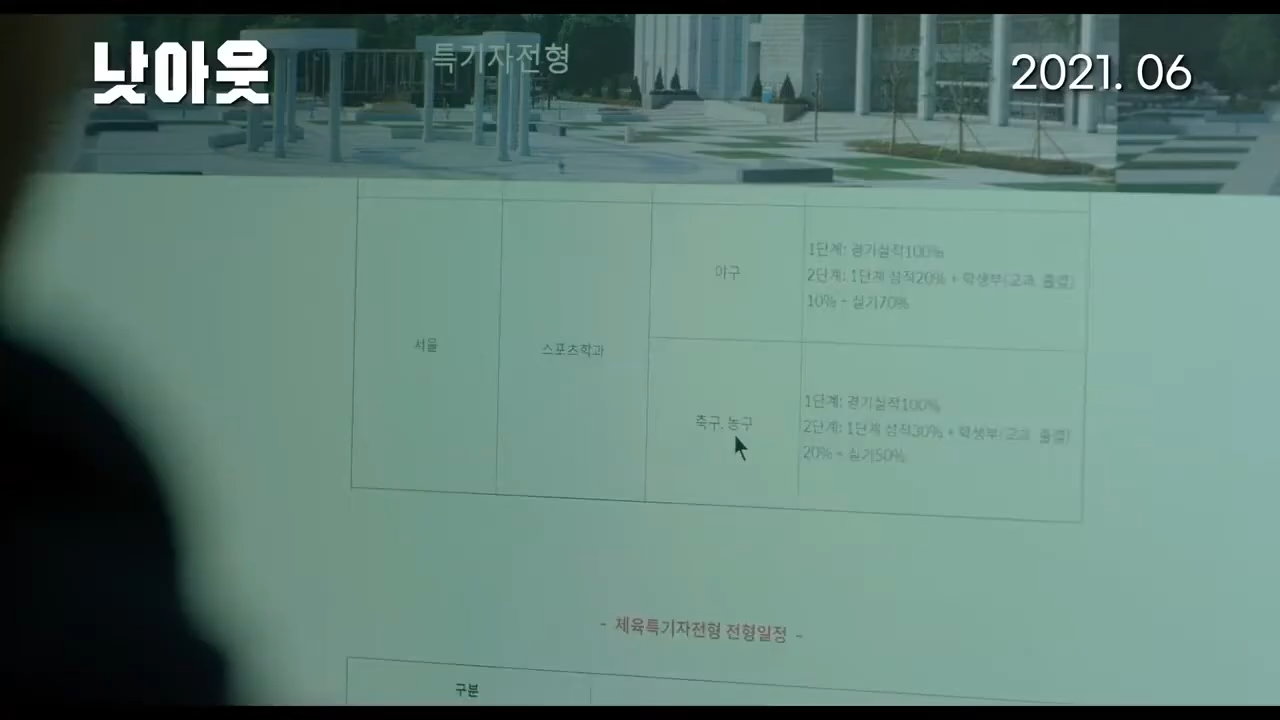 낫아웃
특기자전형
2021. 06
서울
스포츠학과
야구
1단계: 경기실적100%
2단계: 1단계 성적20% + 학생부(교과, 출결)
10% + 실기70%
축구, 농구
1단계: 경기실적100%
2단계: 1단계 성적30% + 학생부(교과, 출결)
20% + 실기50%
- 체육특기자전형 전형일정 -
구분